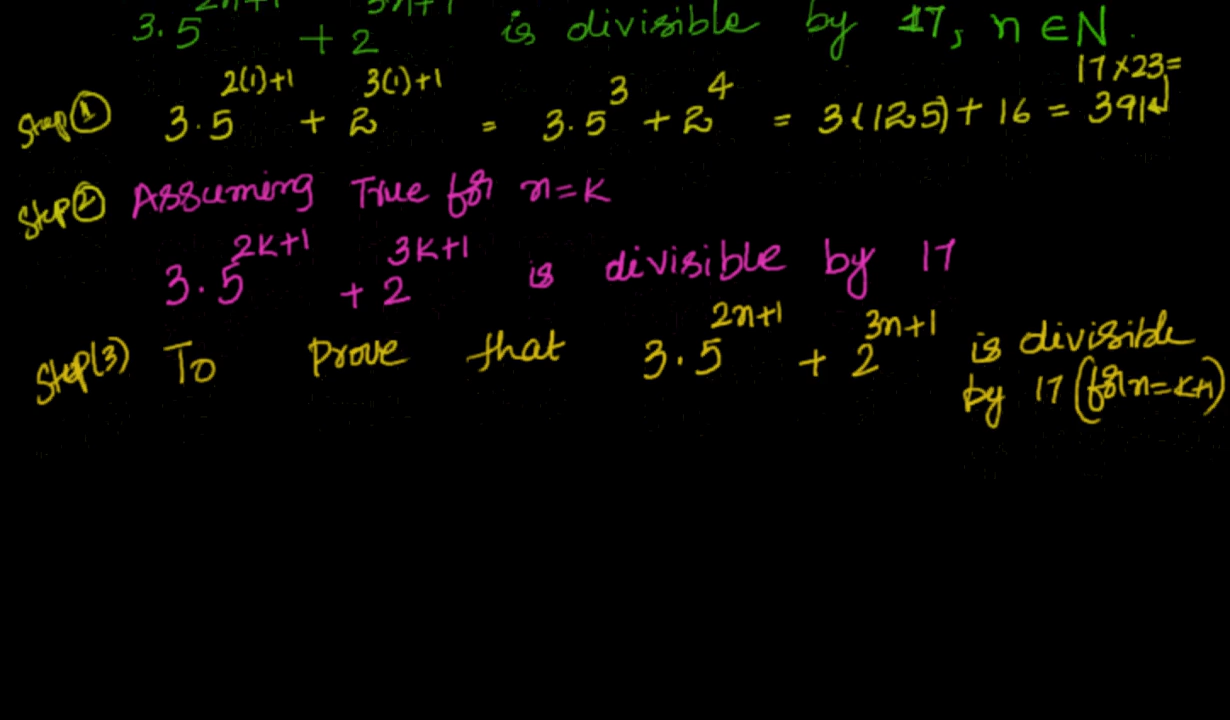 3.5^{2n+1} + 2^{3n+1} is divisible by 17, n ∈ N.
17×23=
Step① 3.5^{2(1)+1} + 2^{3(1)+1} = 3.5^3 + 2^4 = 3(125) + 16 = 391
Step② Assuming True for n=k
3.5^{2k+1} + 2^{3k+1} is divisible by 17
Step(3) To prove that 3.5^{2n+1} + 2^{3n+1} is divisible
by 17 (for n=k+1)